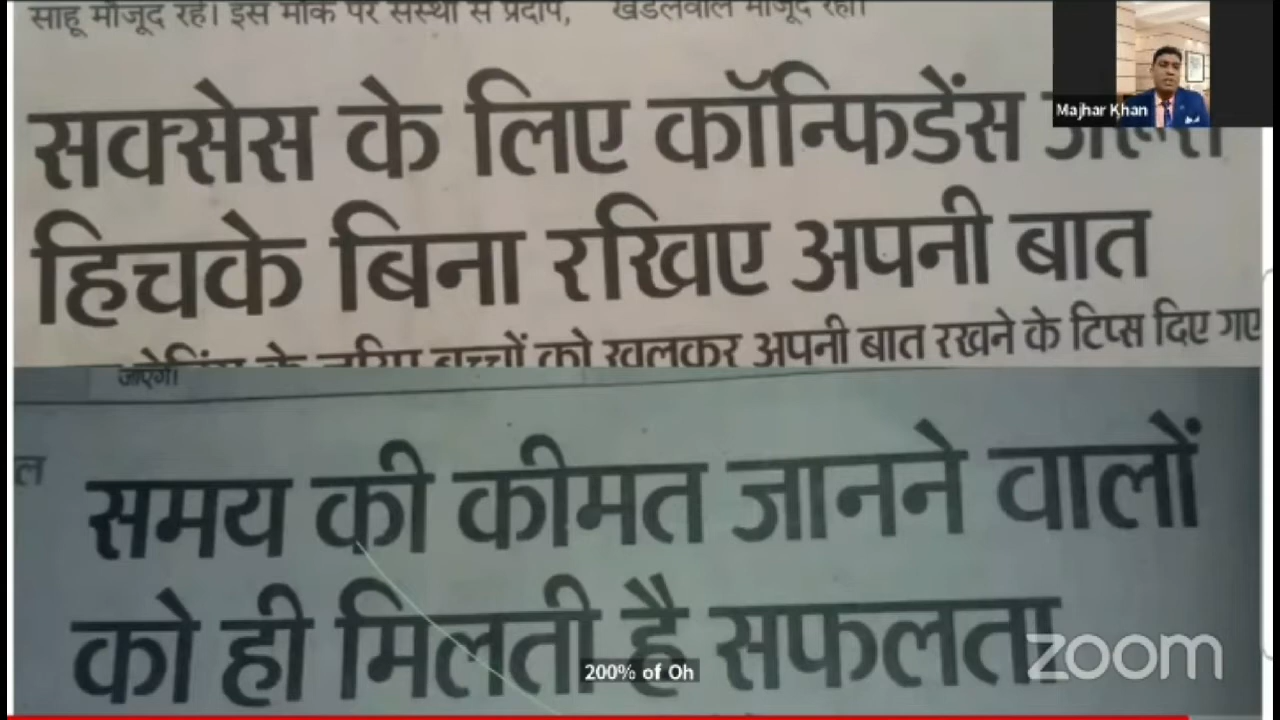 साहू मौजूद रहे। इस मौके पर संस्था से प्रदीप, खंडेलवाल मौजूद रहीं।
Majhar Khan
सक्सेस के लिए कॉन्फिडेंस
हिचके बिना रखिए अपनी बात
के जरिए बच्चों को खुलकर अपनी बात रखने के टिप्स दिए गए
जाएंगे।
ल
समय की कीमत जानने वालों
को ही मिलती है सफलता
zoom
200% of Oh